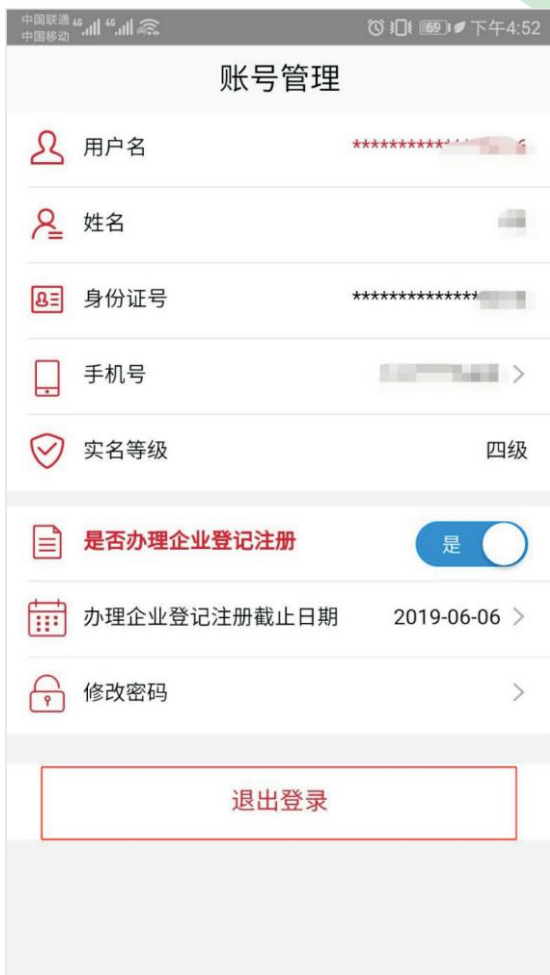 中国联通 46 46
中国移动
69 下午4:52
账号管理
用户名 ****************
姓名
身份证号 **************
手机号
实名等级 四级
是否办理企业登记注册 是
办理企业登记注册截止日期 2019-06-06
修改密码
退出登录